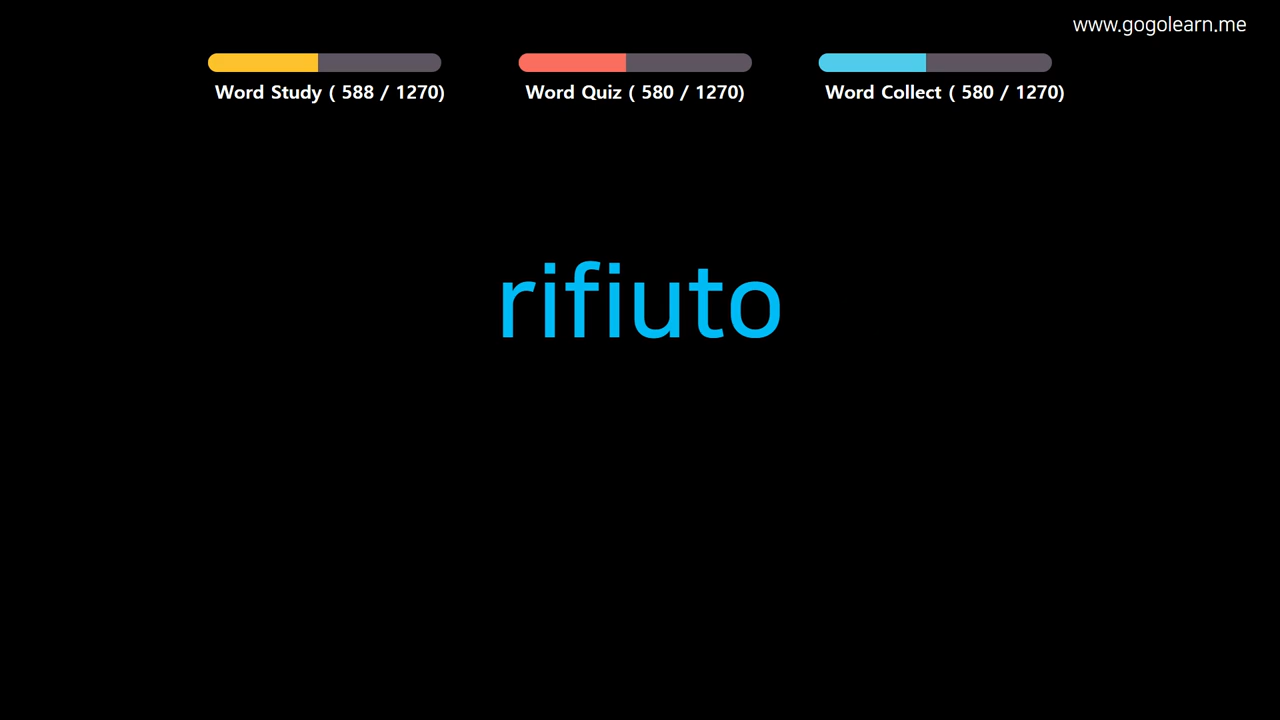 www.gogolearn.me
Word Study ( 588 / 1270)
Word Quiz ( 580 / 1270)
Word Collect ( 580 / 1270)
rifiuto